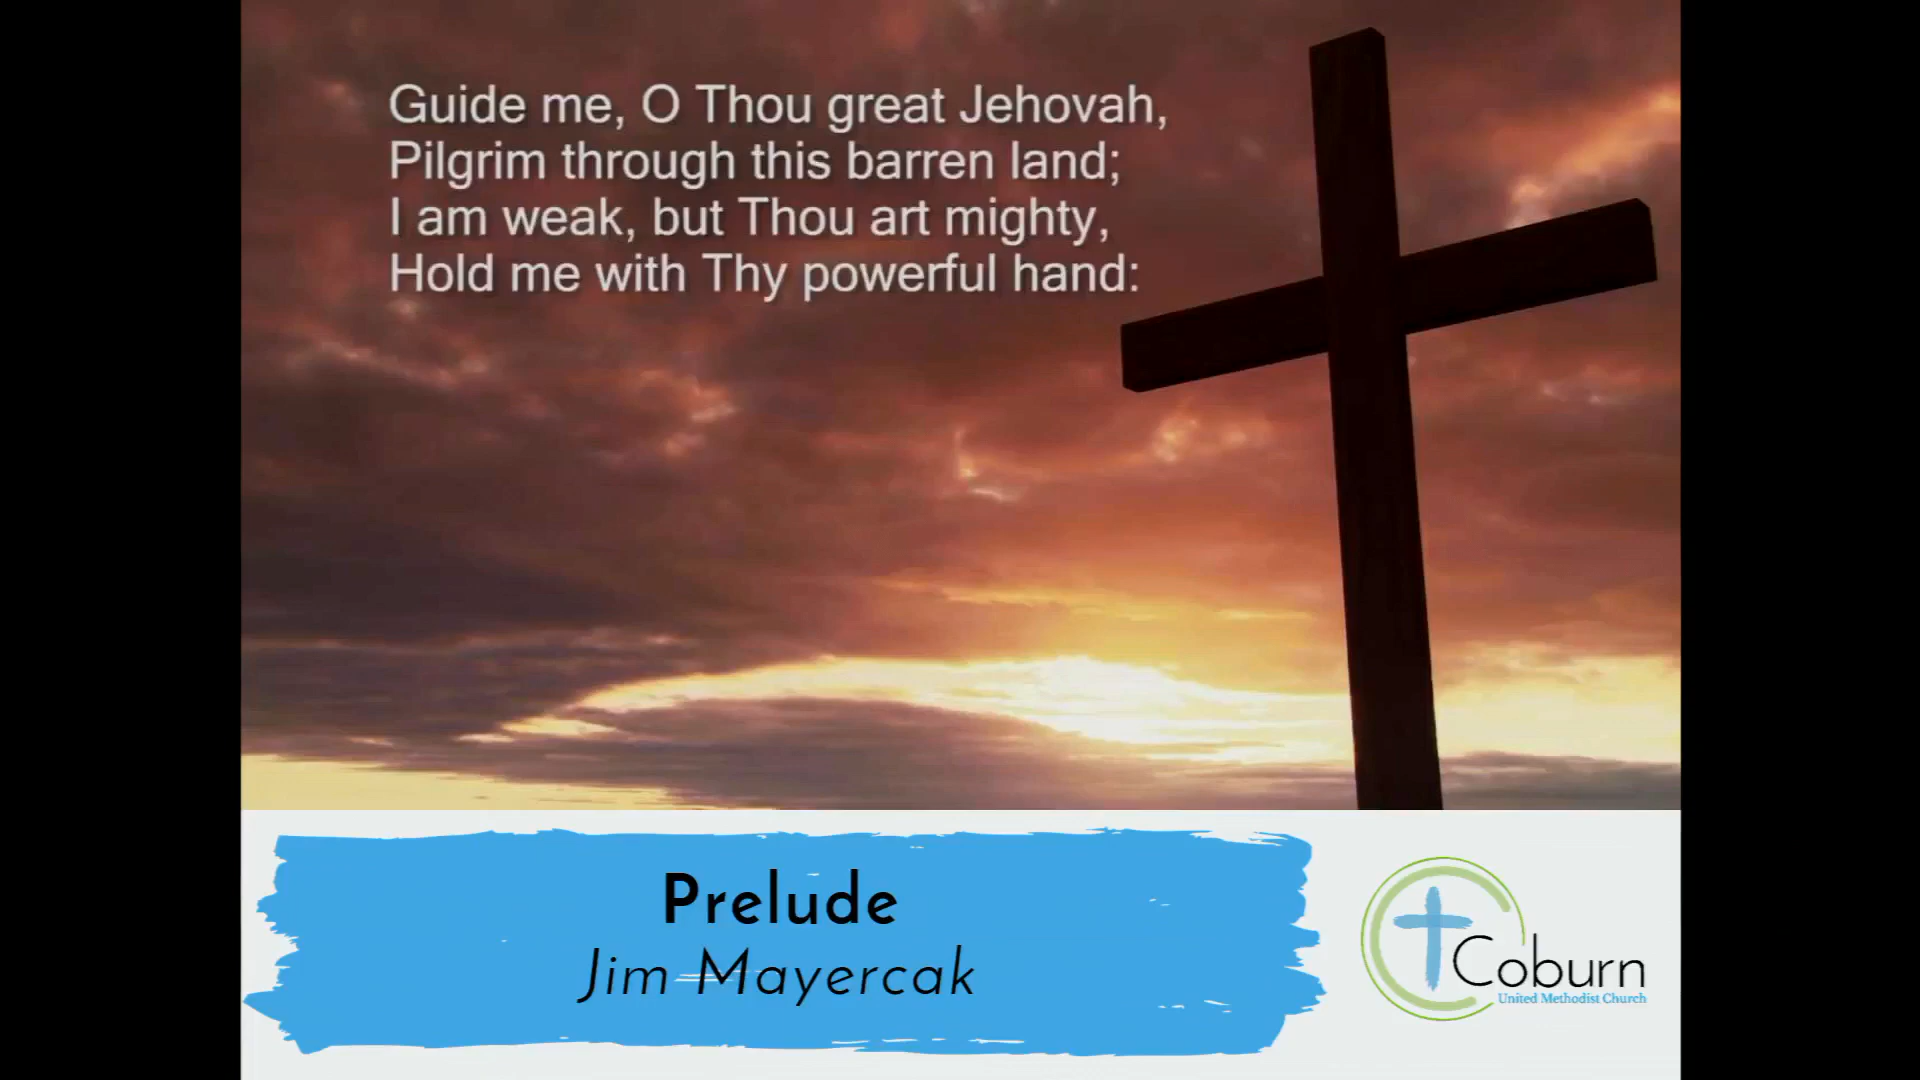 Guide me, O Thou great Jehovah,
Pilgrim through this barren land;
I am weak, but Thou art mighty,
Hold me with Thy powerful hand:
Prelude
Jim Mayercak
Coburn
United Methodist Church